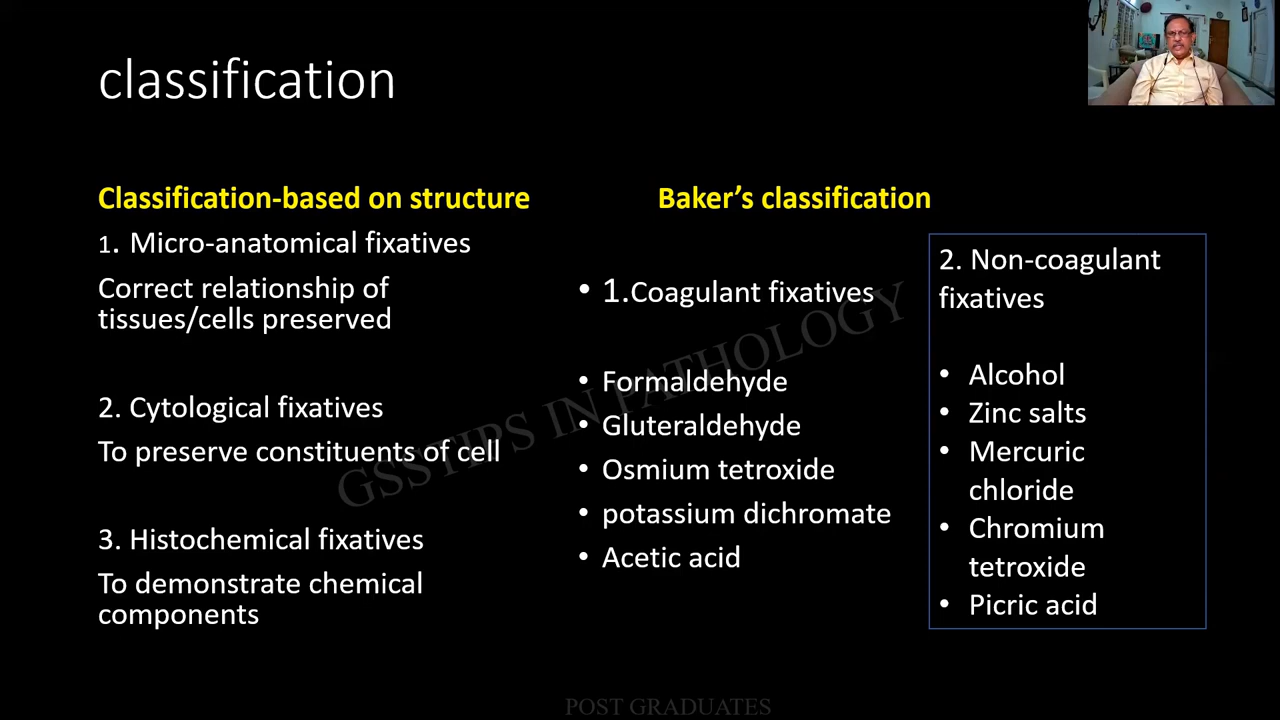 classification
Classification-based on structure
1. Micro-anatomical fixatives
Correct relationship of
tissues/cells preserved
2. Cytological fixatives
To preserve constituents of cell
3. Histochemical fixatives
To demonstrate chemical
components
Baker’s classification
• 1.Coagulant fixatives
• Formaldehyde
• Gluteraldehyde
• Osmium tetroxide
• potassium dichromate
• Acetic acid
2. Non-coagulant
fixatives
• Alcohol
• Zinc salts
• Mercuric
chloride
• Chromium
tetroxide
• Picric acid
GSSTIPS IN PATHOLOGY
POST GRADUATES